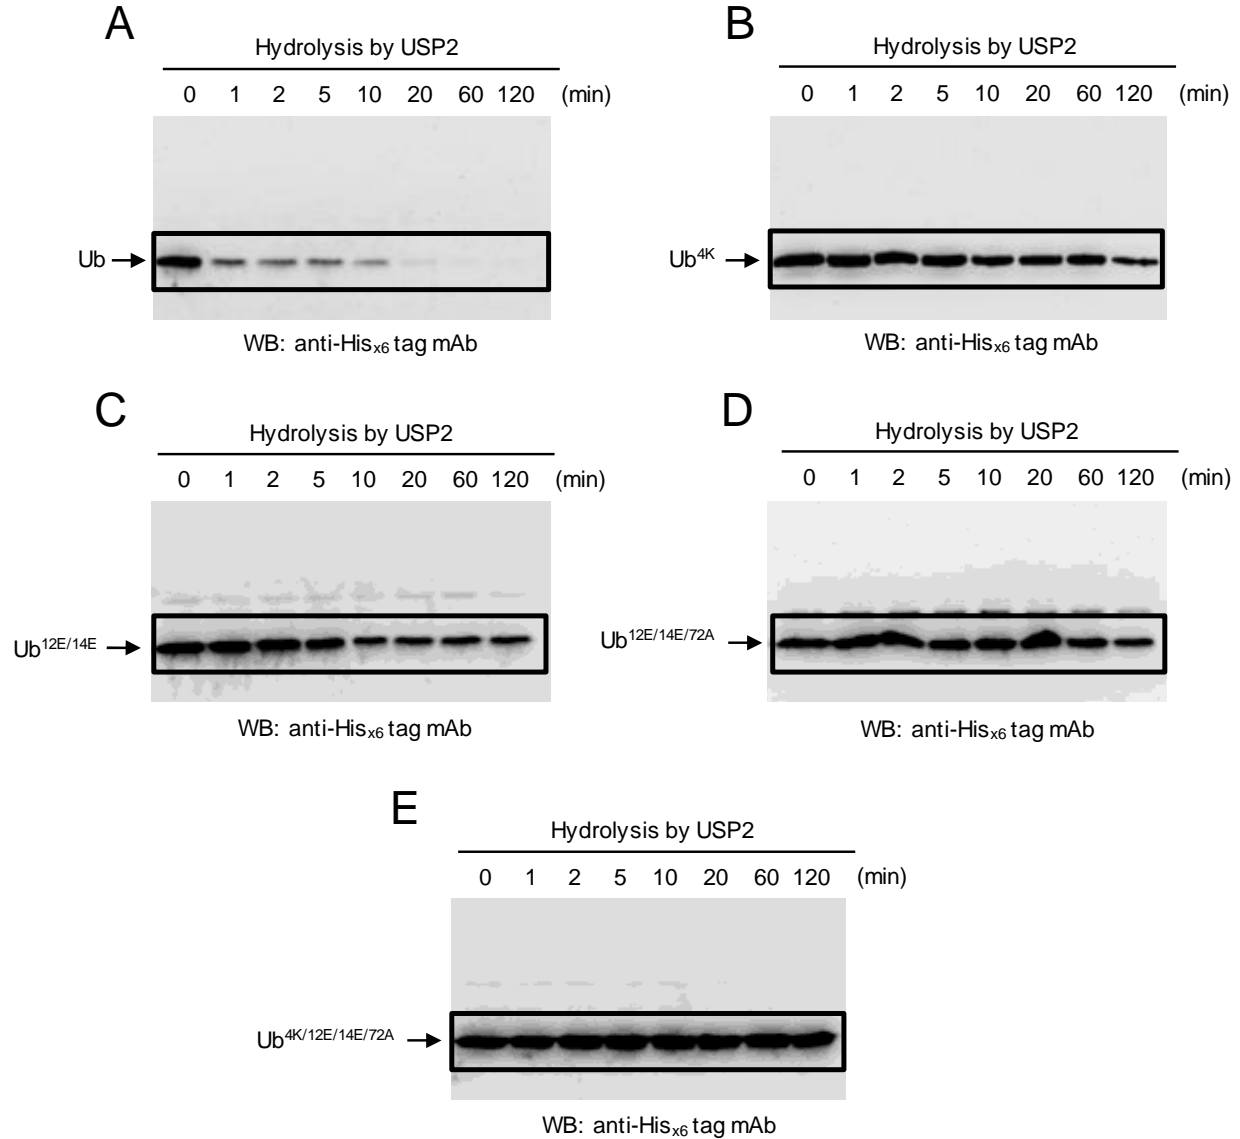 A
Hydrolysis by USP2
0 1 2 5 10 20 60 120 (min)
Ub
WB: anti-Hisx6 tag mAb
B
Hydrolysis by USP2
0 1 2 5 10 20 60 120 (min)
Ub4K
WB: anti-Hisx6 tag mAb
C
Hydrolysis by USP2
0 1 2 5 10 20 60 120 (min)
Ub12E/14E
WB: anti-Hisx6 tag mAb
D
Hydrolysis by USP2
0 1 2 5 10 20 60 120 (min)
Ub12E/14E/72A
WB: anti-Hisx6 tag mAb
E
Hydrolysis by USP2
0 1 2 5 10 20 60 120 (min)
Ub4K/12E/14E/72A
WB: anti-Hisx6 tag mAb